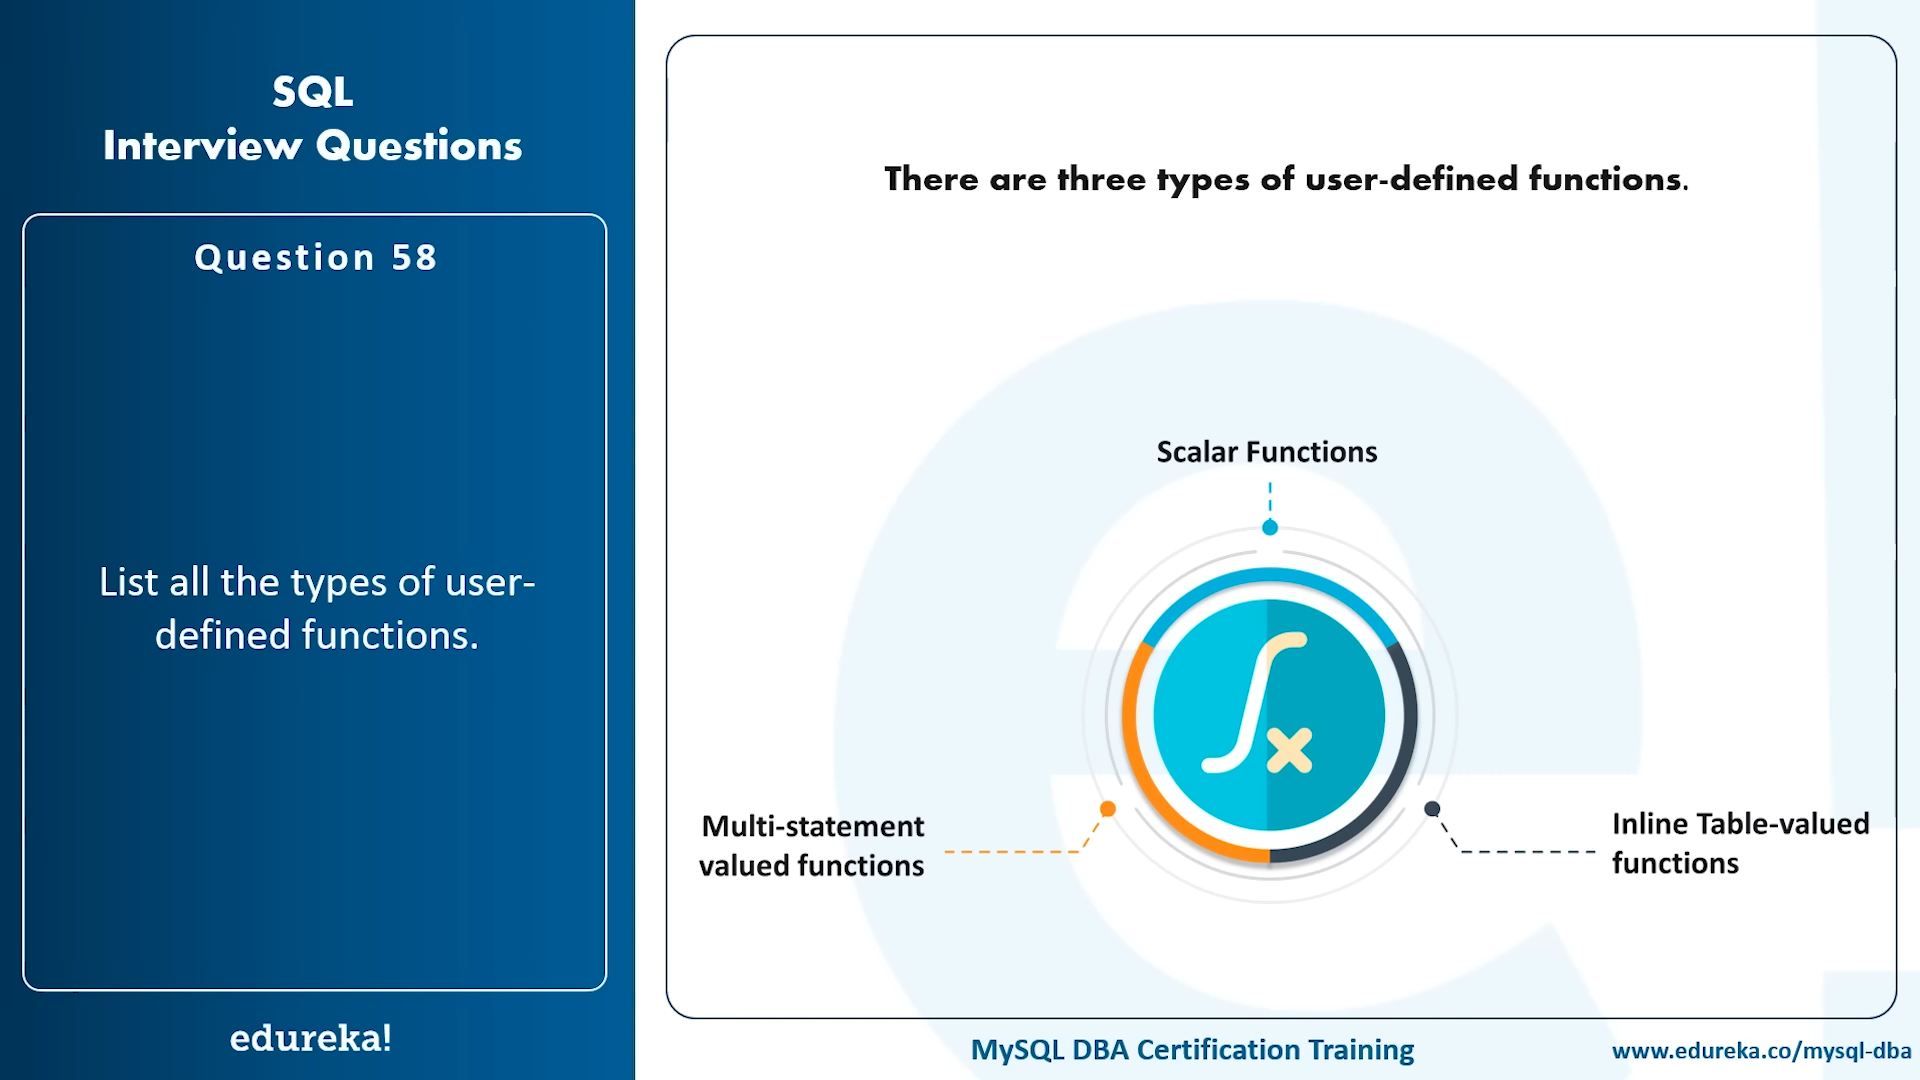 SQL
Interview Questions
Question 58
List all the types of user-
defined functions.
edureka!
There are three types of user-defined functions.
Scalar Functions
Multi-statement
valued functions
Inline Table-valued
functions
MySQL DBA Certification Training
www.edureka.co/mysql-dba